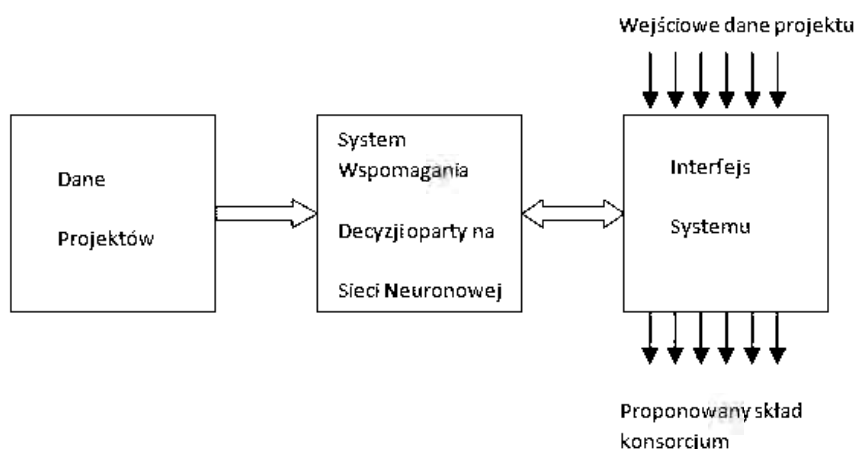 Wejściowe dane projektu
Dane
Projektów
System
Wspomagania
Decyzji oparty na
Sieci Neuronowej
Interfejs
Systemu
Proponowany skład
konsorcjum